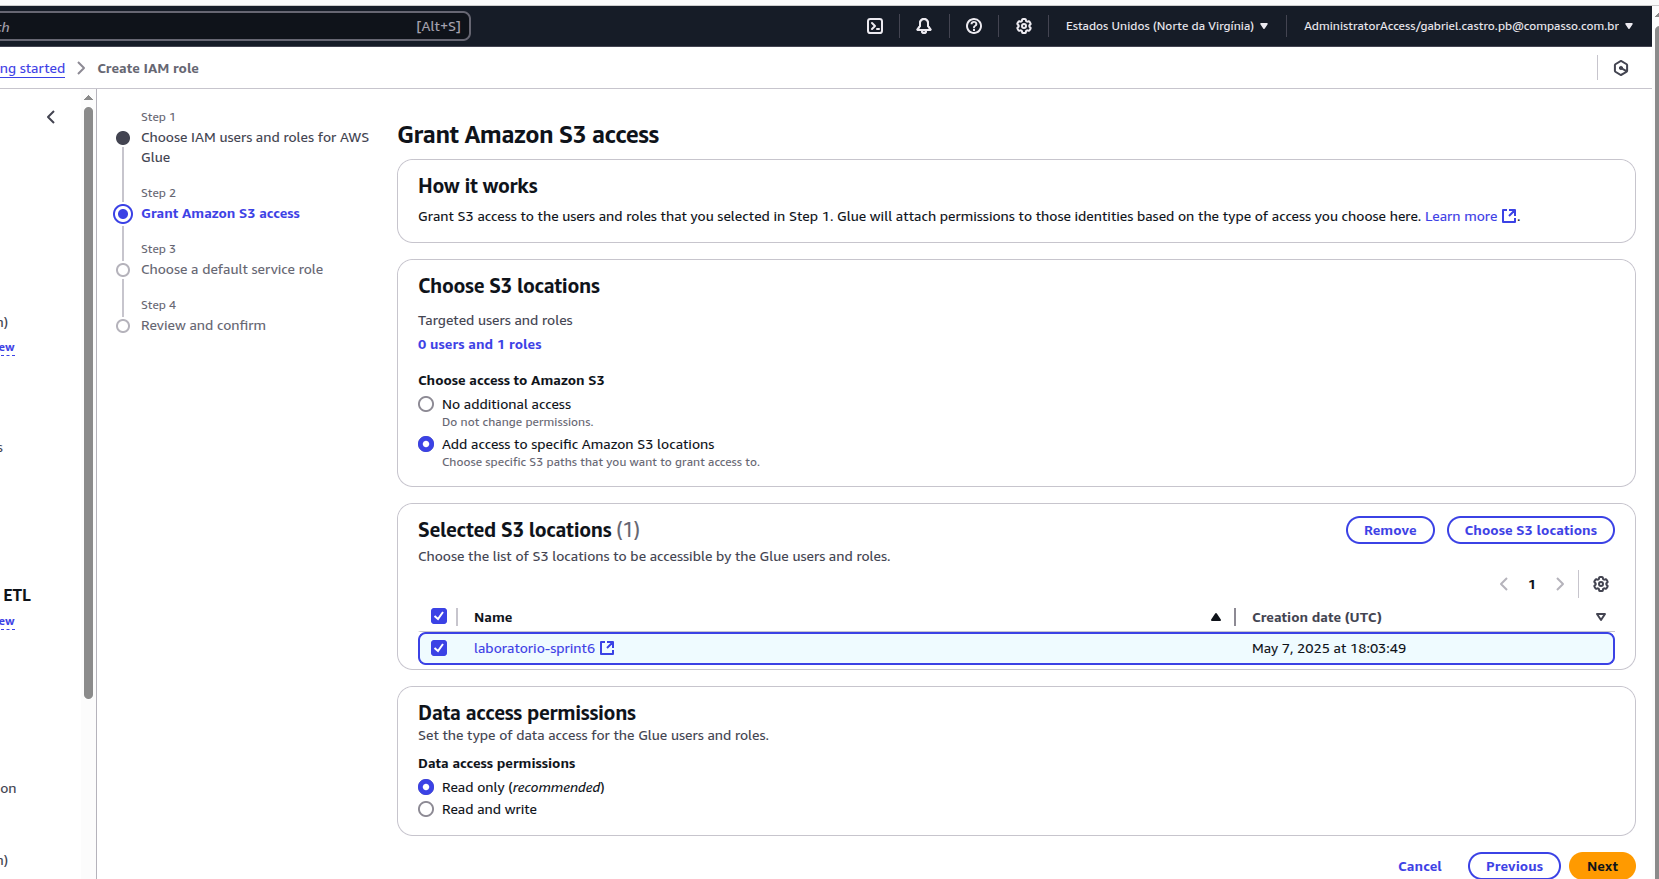 [Alt+S]
Estados Unidos (Norte da Virgínia)
AdministratorAccess/gabriel.castro.pb@compasso.com.br
ng started
Create IAM role
Step 1
Choose IAM users and roles for AWS
Glue
Step 2
Grant Amazon S3 access
Step 3
Choose a default service role
Step 4
Review and confirm
ew
ETL
ew
on
Grant Amazon S3 access
How it works
Grant S3 access to the users and roles that you selected in Step 1. Glue will attach permissions to those identities based on the type of access you choose here. Learn more.
Choose S3 locations
Targeted users and roles
0 users and 1 roles
Choose access to Amazon S3
No additional access
Do not change permissions.
Add access to specific Amazon S3 locations
Choose specific S3 paths that you want to grant access to.
Selected S3 locations (1)
Remove
Choose S3 locations
Choose the list of S3 locations to be accessible by the Glue users and roles.
1
Name
Creation date (UTC)
laboratorio-sprint6
May 7, 2025 at 18:03:49
Data access permissions
Set the type of data access for the Glue users and roles.
Data access permissions
Read only (recommended)
Read and write
Cancel
Previous
Next